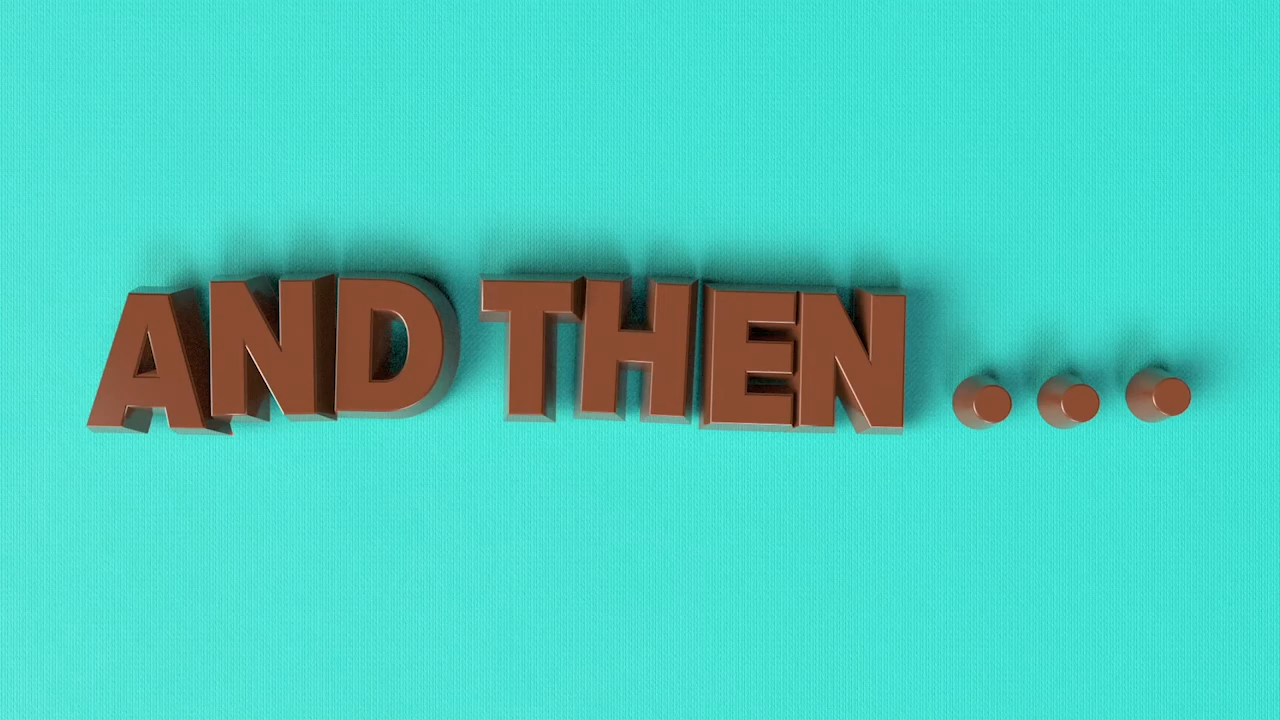 AND THEN . . .